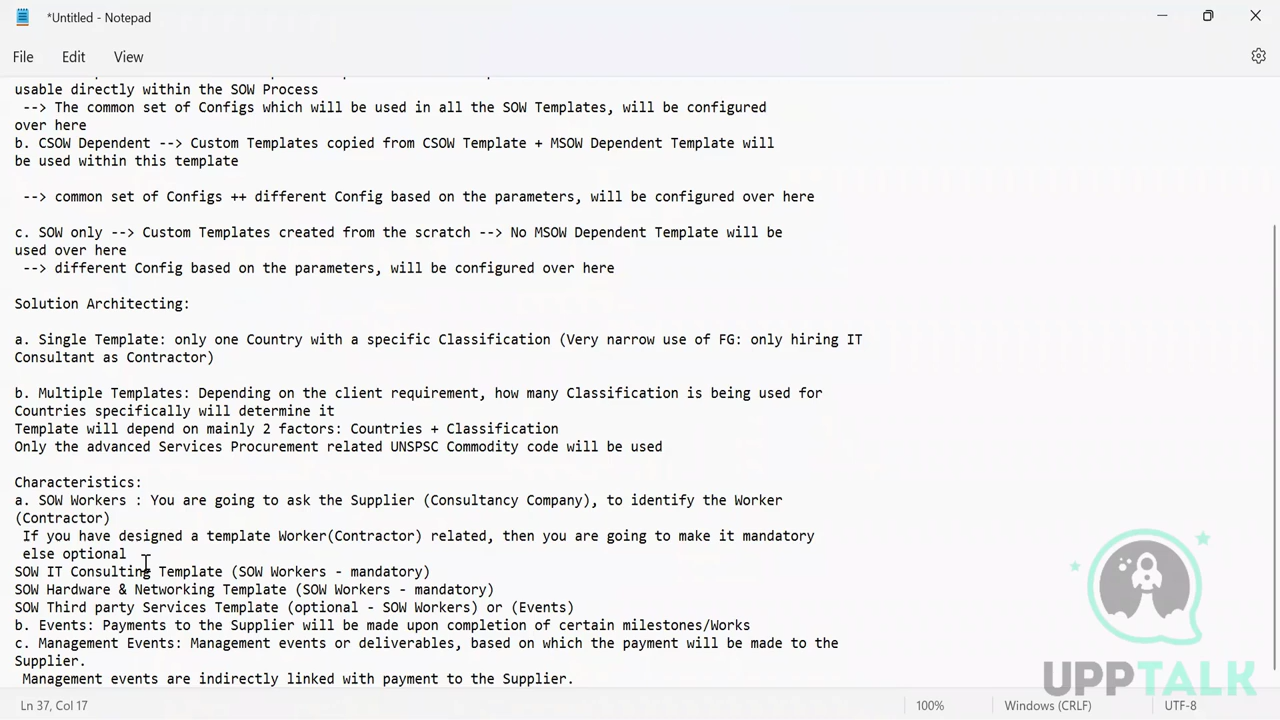 *Untitled - Notepad
File Edit View
usable directly within the SOW Process
--> The common set of Configs which will be used in all the SOW Templates, will be configured
over here
b. CSOW Dependent --> Custom Templates copied from CSOW Template + MSOW Dependent Template will
be used within this template
--> common set of Configs ++ different Config based on the parameters, will be configured over here
c. SOW only --> Custom Templates created from the scratch --> No MSOW Dependent Template will be
used over here
--> different Config based on the parameters, will be configured over here
Solution Architecting:
a. Single Template: only one Country with a specific Classification (Very narrow use of FG: only hiring IT
Consultant as Contractor)
b. Multiple Templates: Depending on the client requirement, how many Classification is being used for
Countries specifically will determine it
Template will depend on mainly 2 factors: Countries + Classification
Only the advanced Services Procurement related UNSPSC Commodity code will be used
Characteristics:
a. SOW Workers : You are going to ask the Supplier (Consultancy Company), to identify the Worker
(Contractor)
If you have designed a template Worker(Contractor) related, then you are going to make it mandatory
else optional
SOW IT Consulting Template (SOW Workers - mandatory)
SOW Hardware & Networking Template (SOW Workers - mandatory)
SOW Third party Services Template (optional - SOW Workers) or (Events)
b. Events: Payments to the Supplier will be made upon completion of certain milestones/Works
c. Management Events: Management events or deliverables, based on which the payment will be made to the
Supplier.
Management events are indirectly linked with payment to the Supplier.
UPPTALK
Ln 37, Col 17 100% Windows (CRLF) UTF-8